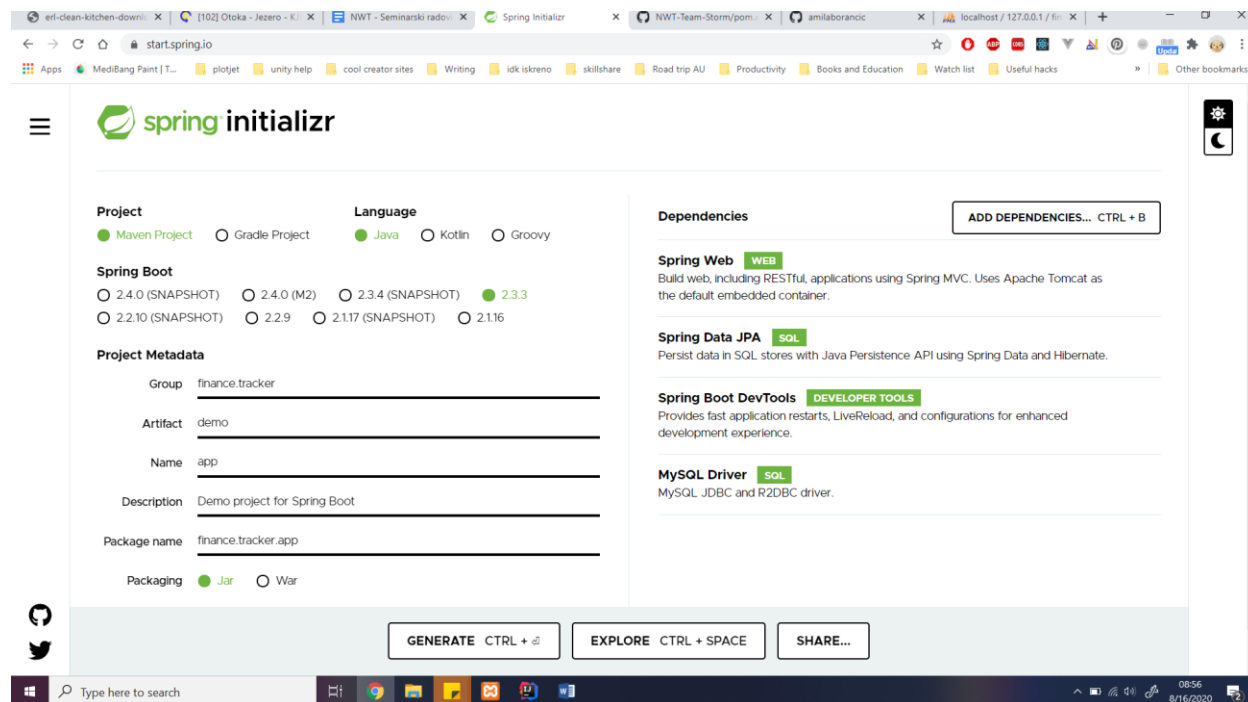 erl-clean-kitchen-downlo
[102] Otoka - Jezero - KJ
NWT - Seminarski radovi
Spring Initializr
NWT-Team-Storm/pom.
amilaborancic
localhost / 127.0.0.1 / fin
start.spring.io
Apps MediBang Paint | T... plotjet unity help cool creator sites Writing idk iskreno skillshare Road trip AU Productivity Books and Education Watch list Useful hacks » Other bookmarks
spring initializr
Project
Maven Project Gradle Project
Language
Java Kotlin Groovy
Spring Boot
2.4.0 (SNAPSHOT) 2.4.0 (M2) 2.3.4 (SNAPSHOT) 2.3.3
2.2.10 (SNAPSHOT) 2.2.9 2.1.17 (SNAPSHOT) 2.1.16
Project Metadata
Group finance.tracker
Artifact demo
Name app
Description Demo project for Spring Boot
Package name finance.tracker.app
Packaging Jar War
Dependencies
ADD DEPENDENCIES... CTRL + B
Spring Web WEB
Build web, including RESTful, applications using Spring MVC. Uses Apache Tomcat as
the default embedded container.
Spring Data JPA SQL
Persist data in SQL stores with Java Persistence API using Spring Data and Hibernate.
Spring Boot DevTools DEVELOPER TOOLS
Provides fast application restarts, LiveReload, and configurations for enhanced
development experience.
MySQL Driver SQL
MySQL JDBC and R2DBC driver.
GENERATE CTRL + ⏎
EXPLORE CTRL + SPACE
SHARE...
Type here to search
08:56
8/16/2020